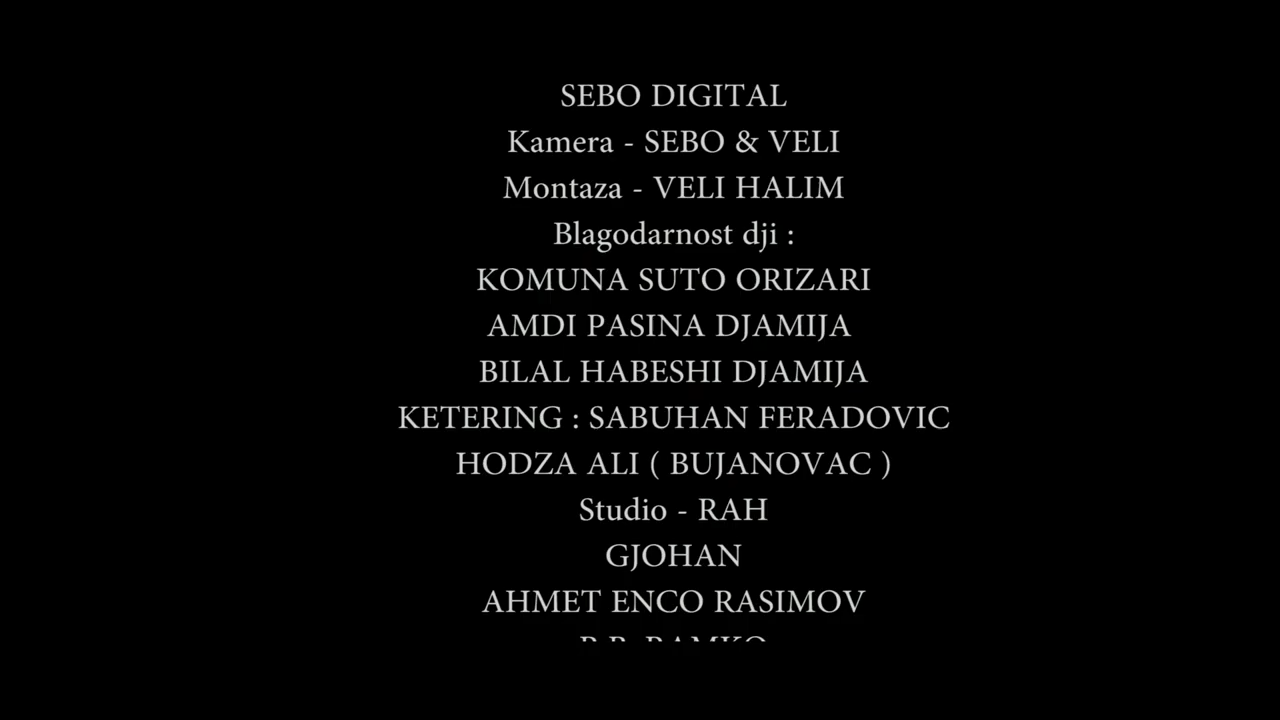 SEBO DIGITAL
Kamera - SEBO & VELI
Montaza - VELI HALIM
Blagodarnost dji :
KOMUNA SUTO ORIZARI
AMDI PASINA DJAMIJA
BILAL HABESHI DJAMIJA
KETERING : SABUHAN FERADOVIC
HODZA ALI ( BUJANOVAC )
Studio - RAH
GJOHAN
AHMET ENCO RASIMOV